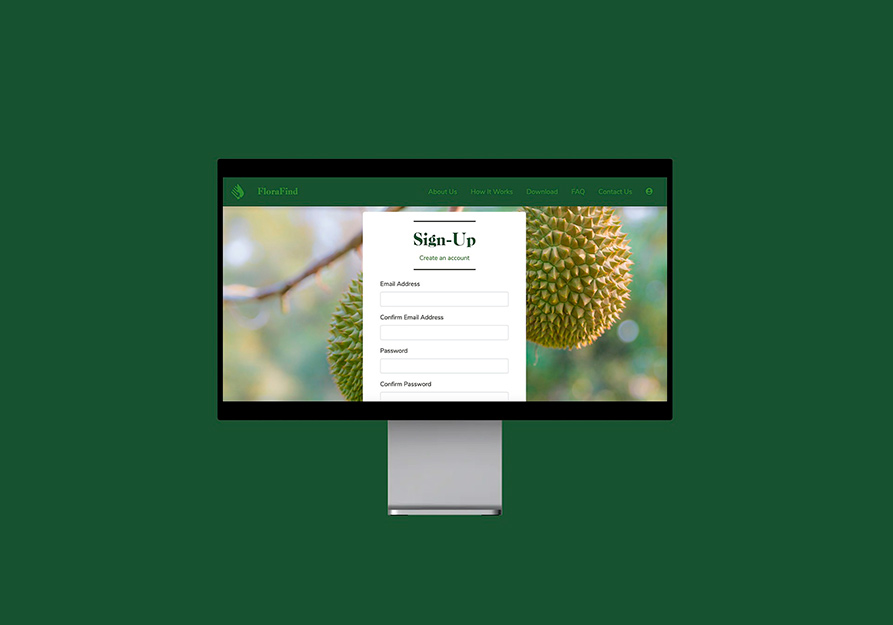 FloraFind
About Us How It Works Download FAQ Contact Us
Sign-Up
Create an account
Email Address
Confirm Email Address
Password
Confirm Password